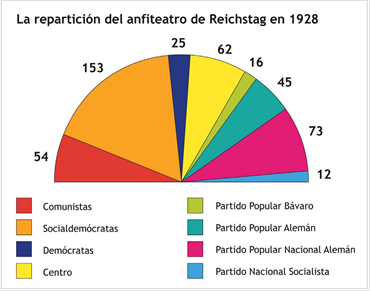 La repartición del anfiteatro de Reichstag en 1928
25
62
16
153
45
73
54
12
Comunistas
Socialdemócratas
Demócratas
Centro
Partido Popular Bávaro
Partido Popular Alemán
Partido Popular Nacional Alemán
Partido Nacional Socialista